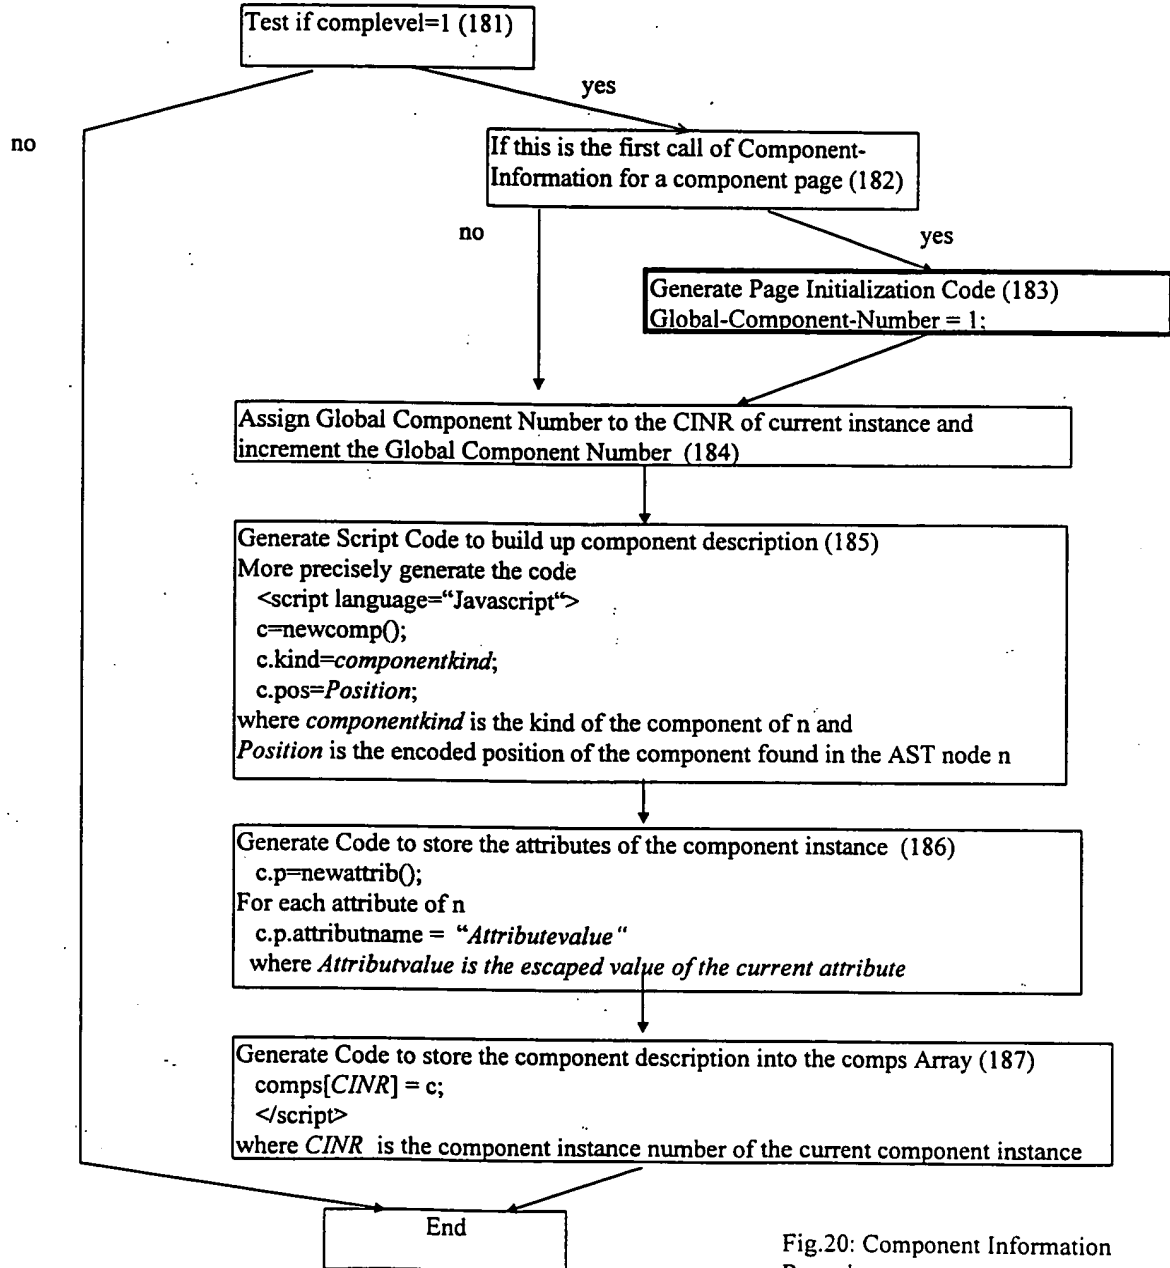 Test if complevel=1 (181)
yes
no
If this is the first call of Component-
Information for a component page (182)
no
yes
Generate Page Initialization Code (183)
Global-Component-Number = 1;
Assign Global Component Number to the CINR of current instance and
increment the Global Component Number (184)
Generate Script Code to build up component description (185)
More precisely generate the code
<script language=“Javascript“>
c=newcomp();
c.kind=componentkind;
c.pos=Position;
where componentkind is the kind of the component of n and
Position is the encoded position of the component found in the AST node n
Generate Code to store the attributes of the component instance (186)
c.p=newattrib();
For each attribute of n
c.p.attributname = “Attributevalue“
where Attributvalue is the escaped value of the current attribute
Generate Code to store the component description into the comps Array (187)
comps[CINR] = c;
</script>
where CINR is the component instance number of the current component instance
End
Fig.20: Component Information